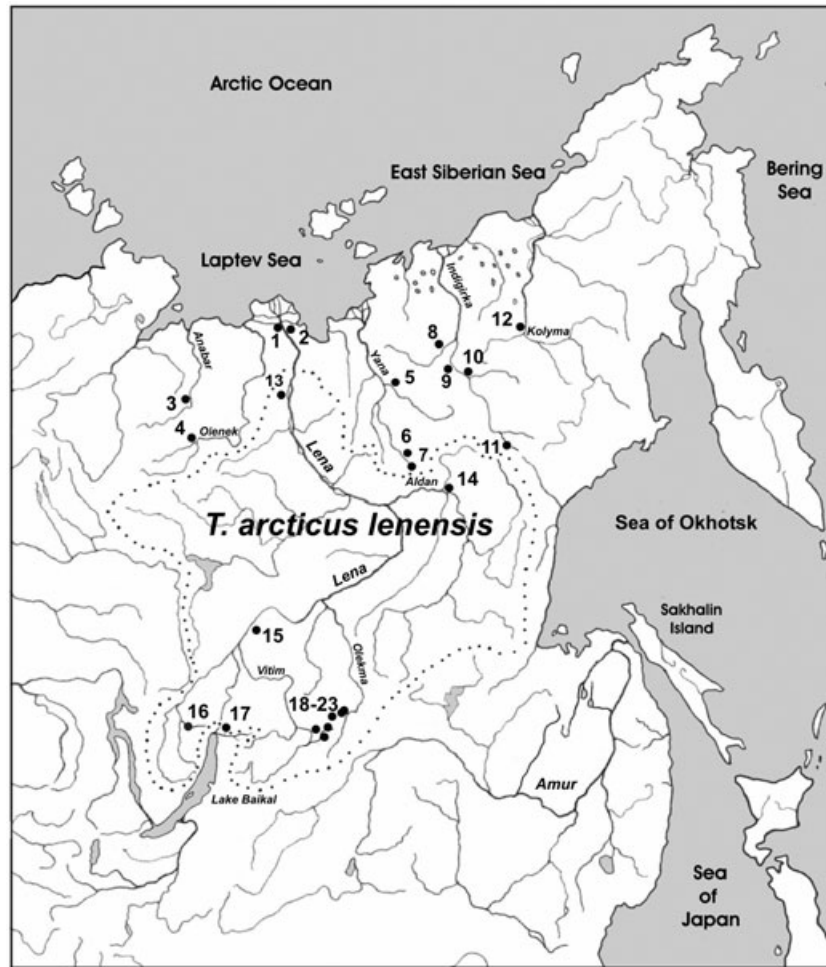 Arctic Ocean
East Siberian Sea
Bering
Sea
Laptev Sea
Indigirka
Anabar
1
2
8
12
Kolyma
Yana
3
13
5
9
10
4
Olenek
6
7
11
Lena
Aldan
14
T. arcticus lenensis
Sea of Okhotsk
Lena
Sakhalin
Island
15
Vitim
Olekma
16
17
18-23
Amur
Lake Baikal
Sea
of
Japan